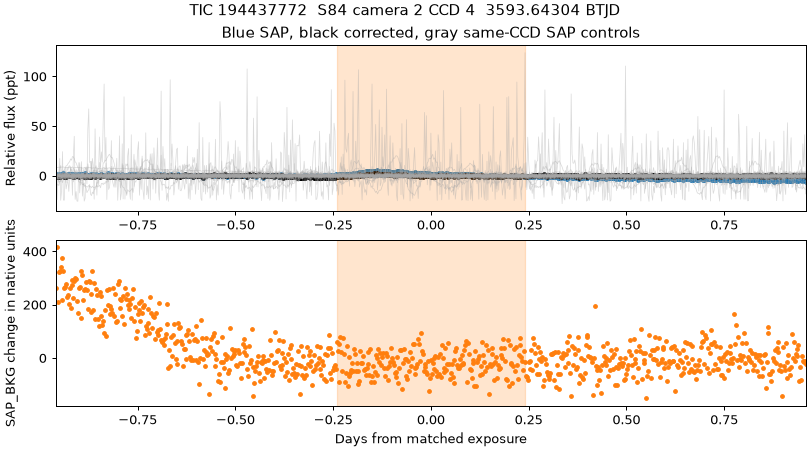 TIC 194437772  S84 camera 2 CCD 4  3593.64304 BTJD
Blue SAP, black corrected, gray same-CCD SAP controls
Relative flux (ppt)
100
50
0
−0.75 −0.50 −0.25 0.00 0.25 0.50 0.75
SAP_BKG change in native units
400
200
0
−0.75 −0.50 −0.25 0.00 0.25 0.50 0.75
Days from matched exposure